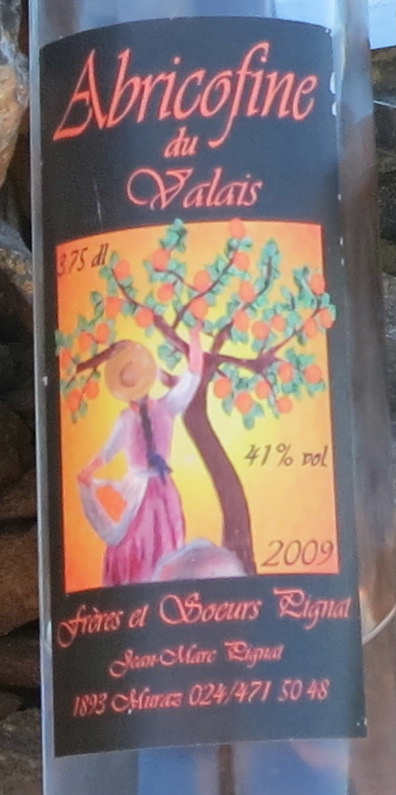 Abricofine
du
Valais
3.75 dl
41% vol
2009
frères et Soeurs Pignat
Jean-Marc Pignat
1893 Muraz 024/471 50 48